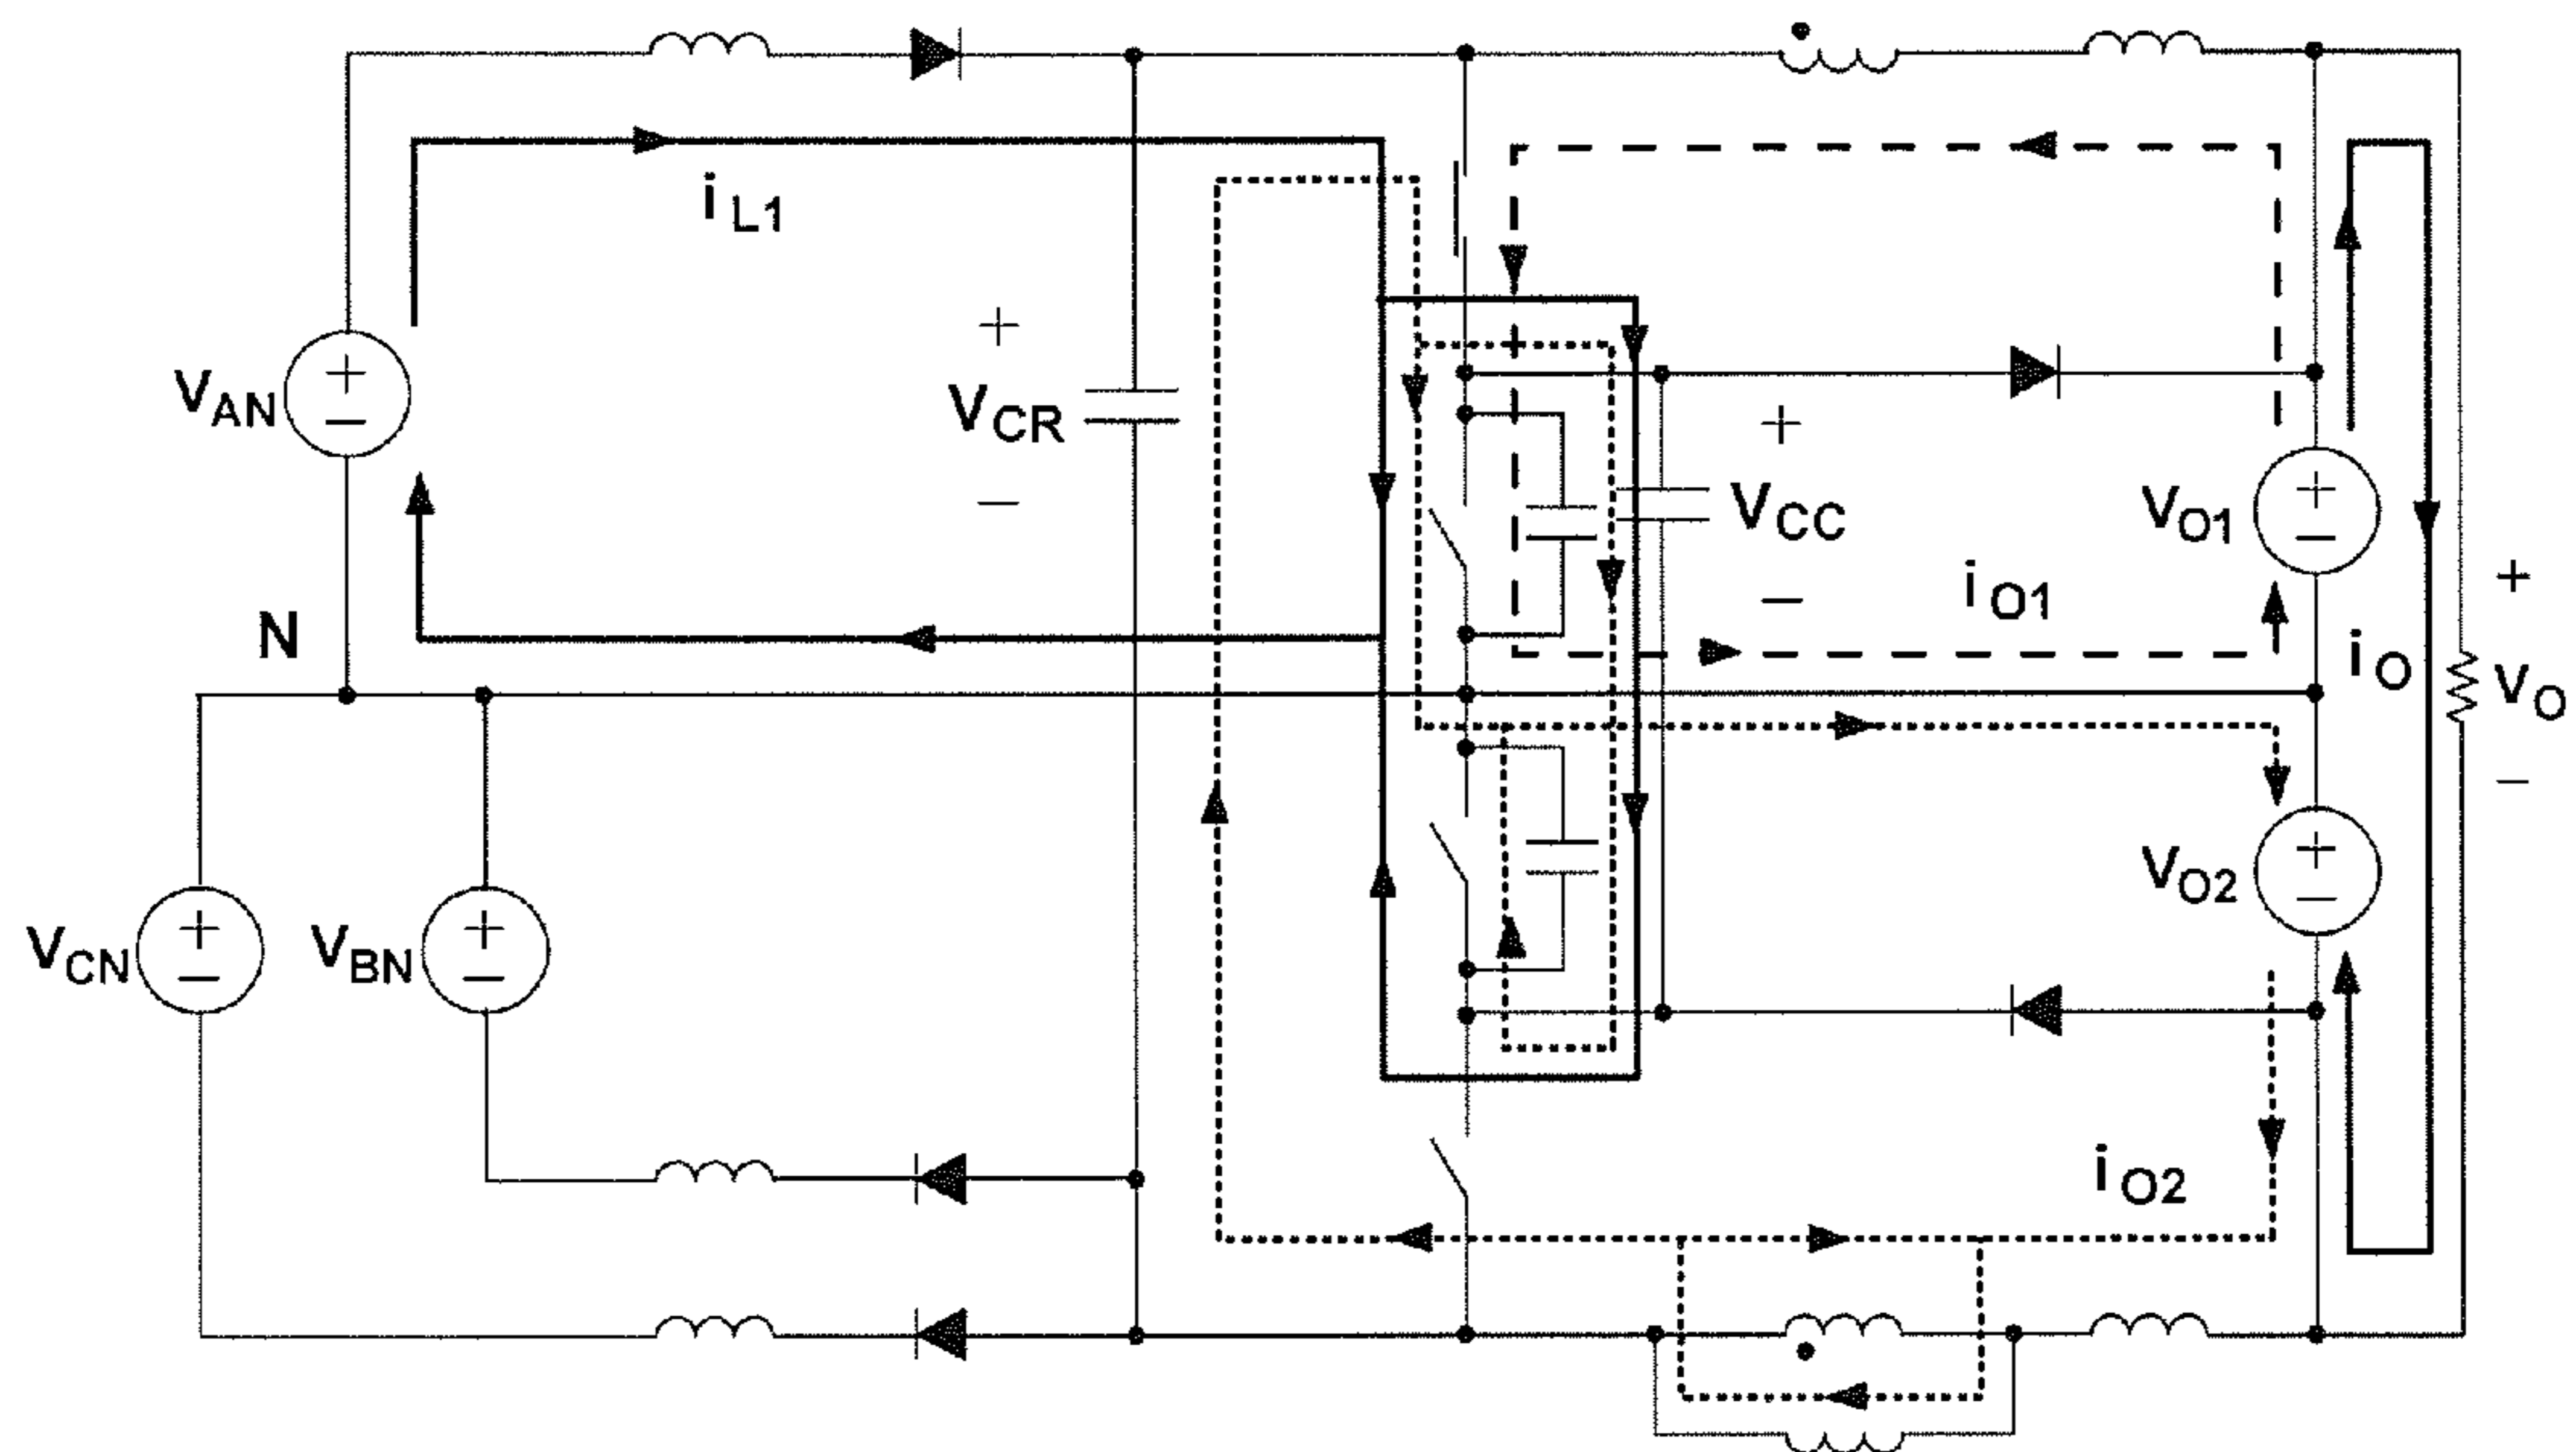 i L1
+
V CR
−
V AN
+
−
N
+
V CC
−
i O1
V O1
+
−
i O
+
V O
−
V CN
+
−
V BN
+
−
V O2
+
−
i O2